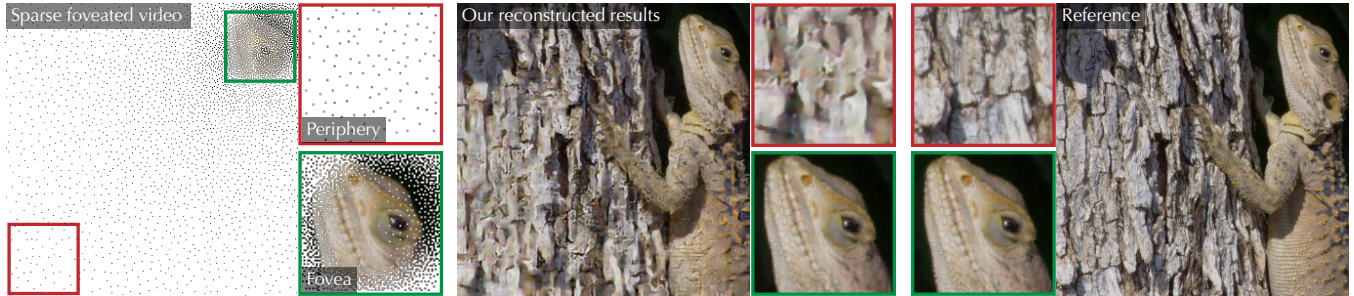 Sparse foveated video
Periphery
Fovea
Our reconstructed results
Reference